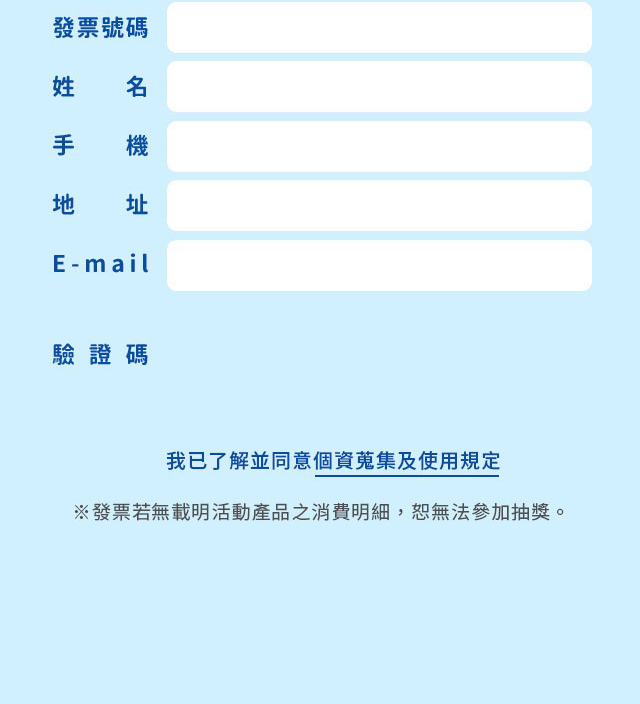 發票號碼
姓名
手機
地址
E-mail
驗證碼
我已了解並同意個資蒐集及使用規定
※發票若無載明活動產品之消費明細，恕無法參加抽獎。